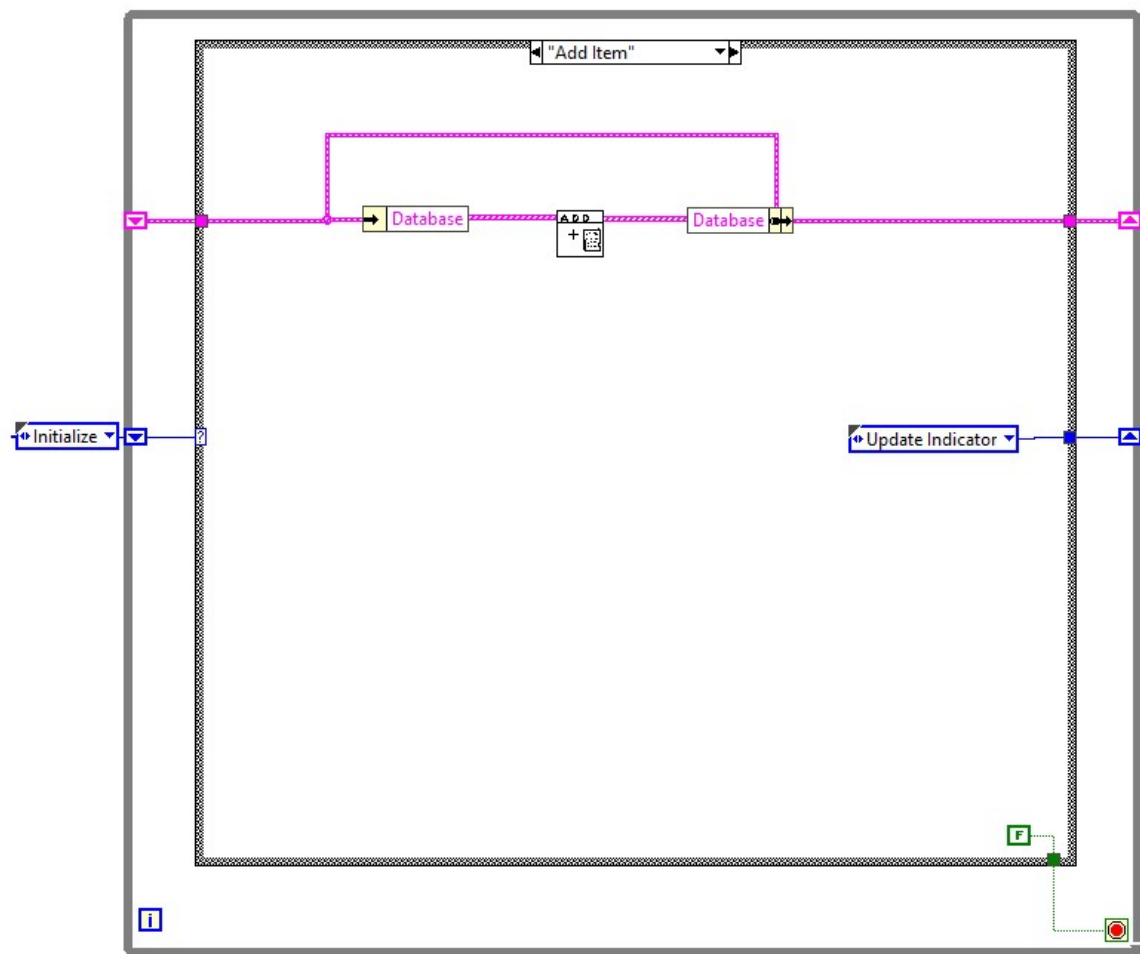 "Add Item"
Database
ADD
Database
+
Initialize
?
Update Indicator
F
i